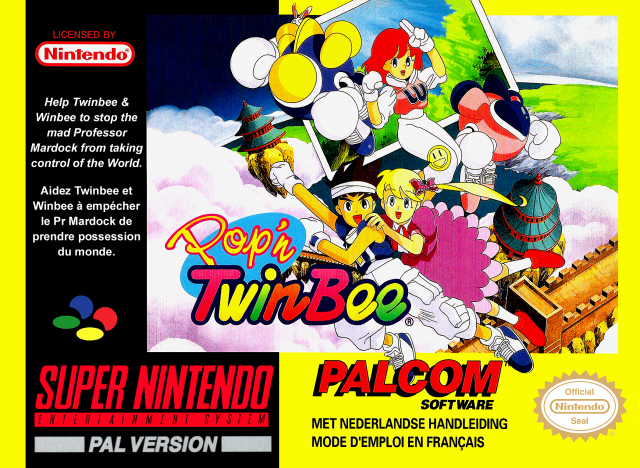 LICENSED BY
Nintendo
Help Twinbee &
Winbee to stop the
mad Professor
Mardock from taking
control of the World.
Aidez Twinbee et
Winbee à empécher
le Pr Mardock de
prendre possession
du monde.
W
Pop'n
TwinBee®
SUPER NINTENDO
ENTERTAINMENT SYSTEM
PAL VERSION
PALCOM™
SOFTWARE
MET NEDERLANDSE HANDLEIDING
MODE D'EMPLOI EN FRANÇAIS
Official
Nintendo
Seal